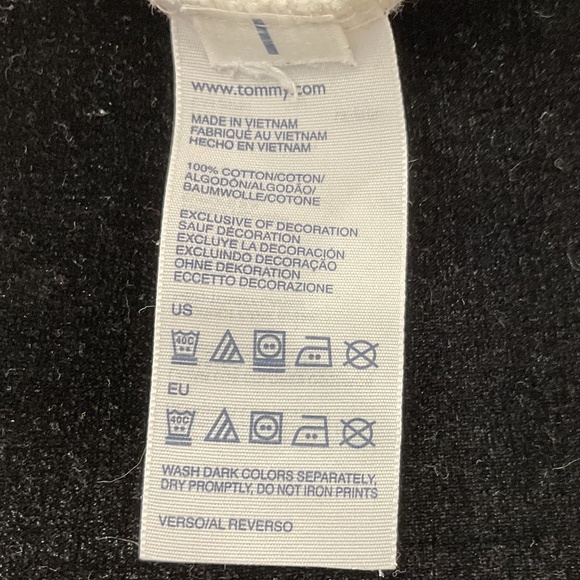 www.tommy.com
MADE IN VIETNAM
FABRIQUÉ AU VIETNAM
HECHO EN VIETNAM
100% COTTON/COTON/
ALGODÓN/ALGODÃO/
BAUMWOLLE/COTONE
EXCLUSIVE OF DECORATION
SAUF DÉCORATION
EXCLUYE LA DECORACIÓN
EXCLUINDO DECORAÇÃO
OHNE DEKORATION
ECCETTO DECORAZIONE
US
40C
EU
40C
WASH DARK COLORS SEPARATELY,
DRY PROMPTLY, DO NOT IRON PRINTS
VERSO/AL REVERSO